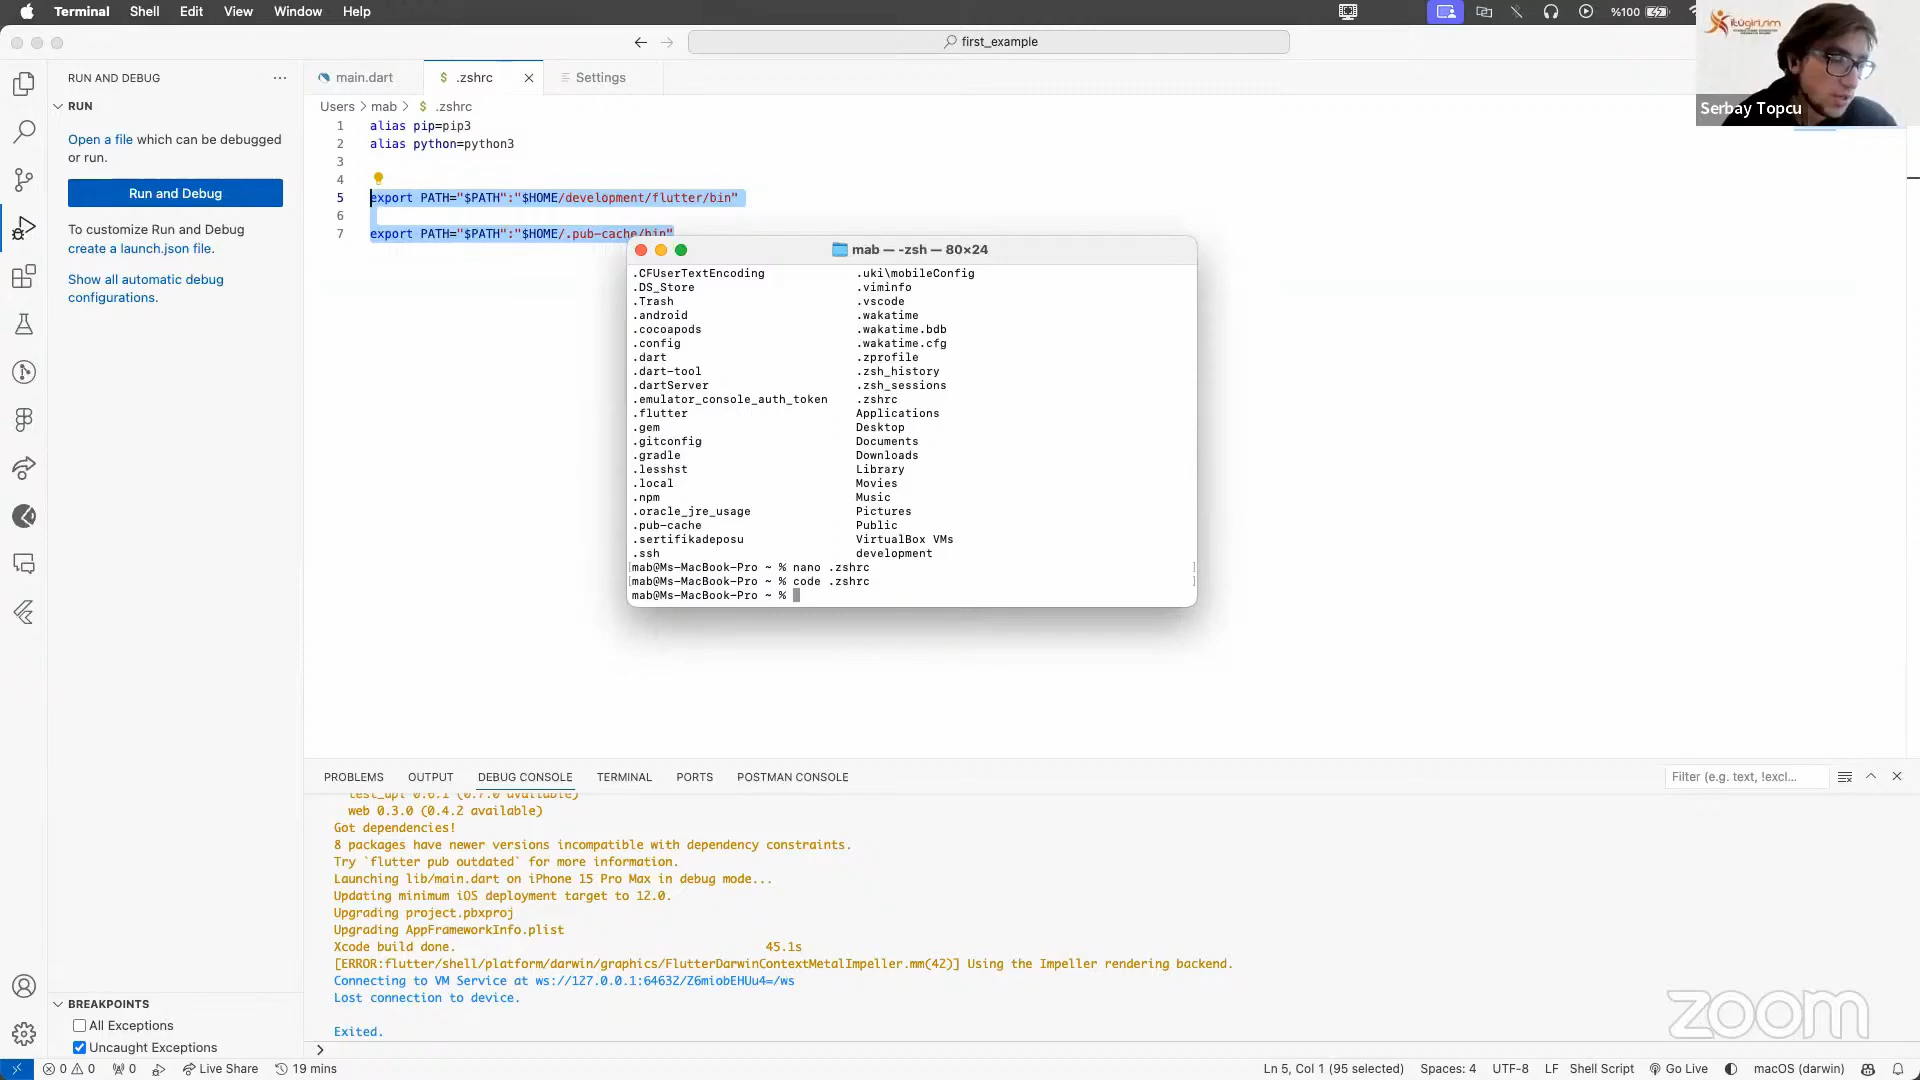 Terminal Shell Edit View Window Help
%100
first_example
RUN AND DEBUG
main.dart
.zshrc
Settings
RUN
Open a file which can be debugged
or run.
Run and Debug
To customize Run and Debug
create a launch.json file.
Show all automatic debug
configurations.
Users > mab > $ .zshrc
1 alias pip=pip3
2 alias python=python3
3
4
5 export PATH="$PATH":"$HOME/development/flutter/bin"
6
7 export PATH="$PATH":"$HOME/.pub-cache/bin"
itügirişim
Serbay Topcu
mab — -zsh — 80×24
.CFUserTextEncoding .uki\mobileConfig
.DS_Store .viminfo
.Trash .vscode
.android .wakatime
.cocoapods .wakatime.bdb
.config .wakatime.cfg
.dart .zprofile
.dart-tool .zsh_history
.dartServer .zsh_sessions
.emulator_console_auth_token .zshrc
.flutter Applications
.gem Desktop
.gitconfig Documents
.gradle Downloads
.lesshst Library
.local Movies
.npm Music
.oracle_jre_usage Pictures
.pub-cache Public
.sertifikadeposu VirtualBox VMs
.ssh development
[mab@Ms-MacBook-Pro ~ % nano .zshrc ]
[mab@Ms-MacBook-Pro ~ % code .zshrc ]
mab@Ms-MacBook-Pro ~ %
PROBLEMS OUTPUT DEBUG CONSOLE TERMINAL PORTS POSTMAN CONSOLE
Filter (e.g. text, !excl...
test_api 0.6.1 (0.7.0 available)
web 0.3.0 (0.4.2 available)
Got dependencies!
8 packages have newer versions incompatible with dependency constraints.
Try `flutter pub outdated` for more information.
Launching lib/main.dart on iPhone 15 Pro Max in debug mode...
Updating minimum iOS deployment target to 12.0.
Upgrading project.pbxproj
Upgrading AppFrameworkInfo.plist
Xcode build done. 45.1s
[ERROR:flutter/shell/platform/darwin/graphics/FlutterDarwinContextMetalImpeller.mm(42)] Using the Impeller rendering backend.
Connecting to VM Service at ws://127.0.0.1:64632/Z6miobEHUu4=/ws
Lost connection to device.
Exited.
BREAKPOINTS
All Exceptions
Uncaught Exceptions
zoom
0 0 0 Live Share 19 mins
Ln 5, Col 1 (95 selected) Spaces: 4 UTF-8 LF Shell Script Go Live macOS (darwin)